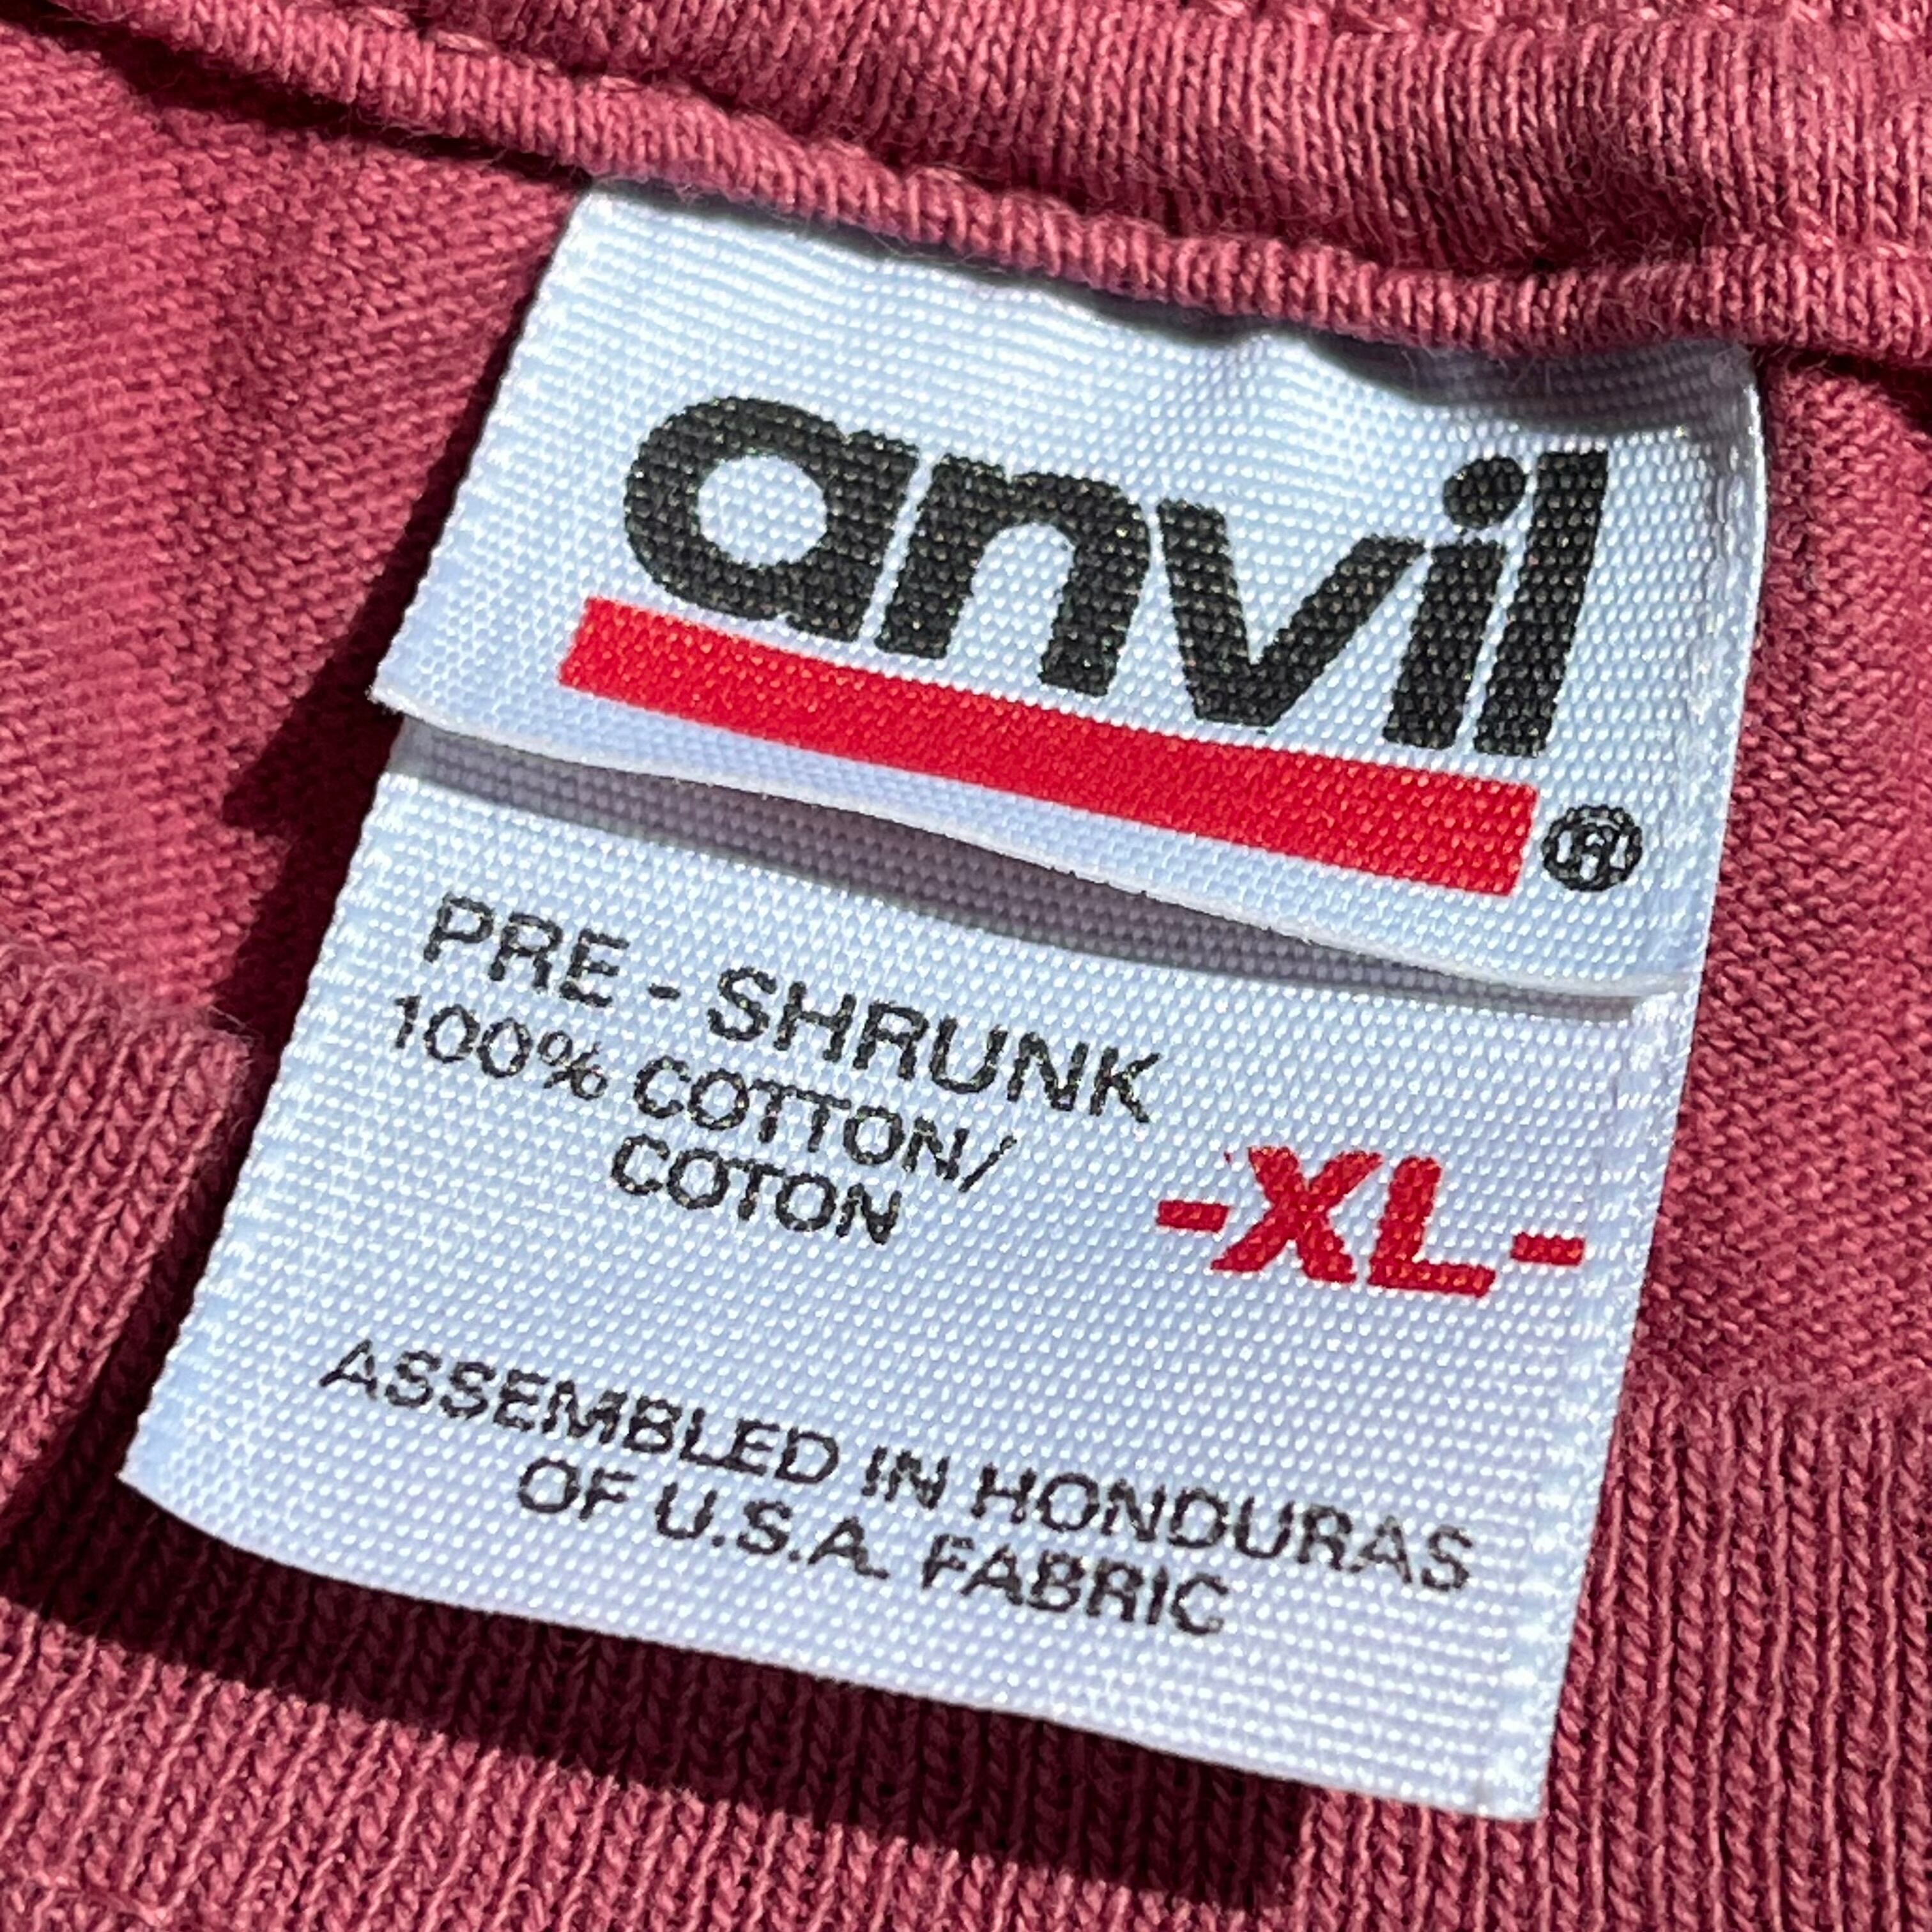 anvil
®
PRE - SHRUNK
100% COTTON/
COTON
-XL-
ASSEMBLED IN HONDURAS
OF U.S.A. FABRIC